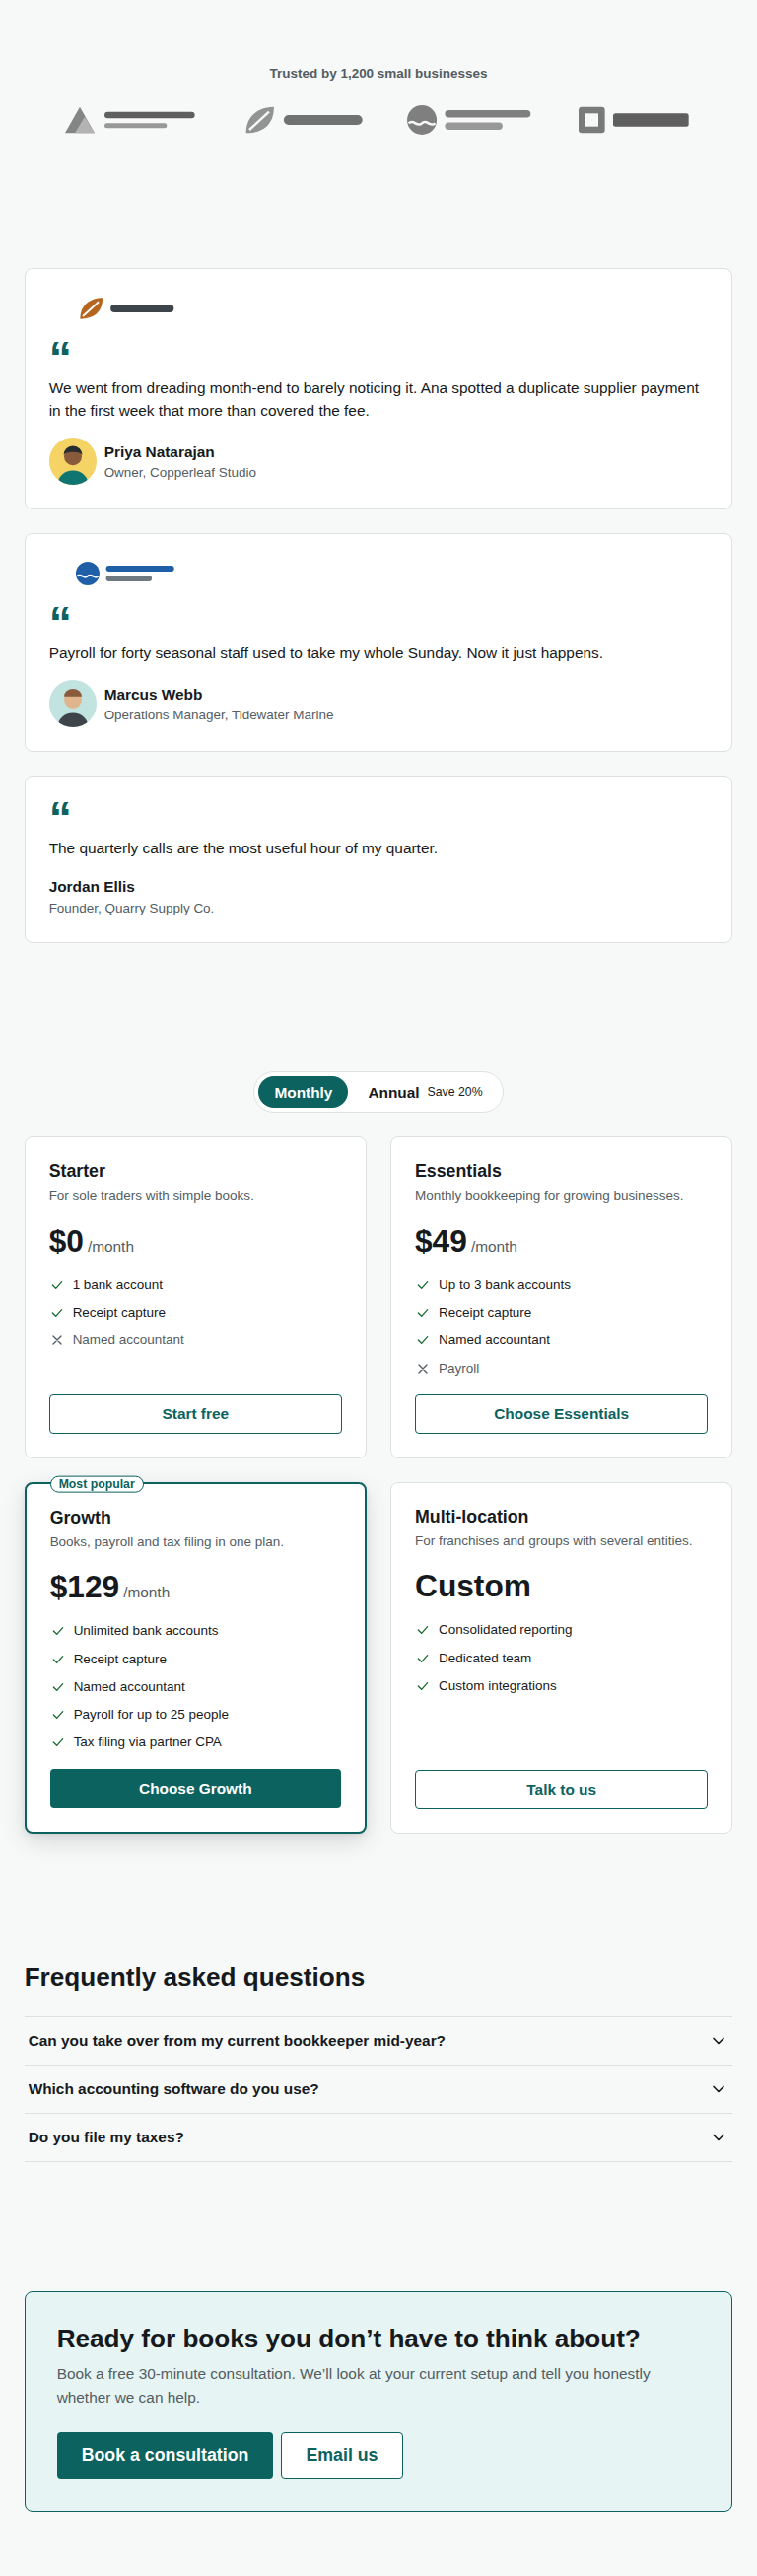 Trusted by 1,200 small businesses
“
We went from dreading month-end to barely noticing it. Ana spotted a duplicate supplier payment
in the first week that more than covered the fee.
Priya Natarajan
Owner, Copperleaf Studio
“
Payroll for forty seasonal staff used to take my whole Sunday. Now it just happens.
Marcus Webb
Operations Manager, Tidewater Marine
“
The quarterly calls are the most useful hour of my quarter.
Jordan Ellis
Founder, Quarry Supply Co.
Monthly Annual Save 20%
Starter
For sole traders with simple books.
$0 /month
1 bank account
Receipt capture
Named accountant
Start free
Essentials
Monthly bookkeeping for growing businesses.
$49 /month
Up to 3 bank accounts
Receipt capture
Named accountant
Payroll
Choose Essentials
Most popular
Growth
Books, payroll and tax filing in one plan.
$129 /month
Unlimited bank accounts
Receipt capture
Named accountant
Payroll for up to 25 people
Tax filing via partner CPA
Choose Growth
Multi-location
For franchises and groups with several entities.
Custom
Consolidated reporting
Dedicated team
Custom integrations
Talk to us
Frequently asked questions
Can you take over from my current bookkeeper mid-year?
Which accounting software do you use?
Do you file my taxes?
Ready for books you don’t have to think about?
Book a free 30-minute consultation. We’ll look at your current setup and tell you honestly
whether we can help.
Book a consultation Email us